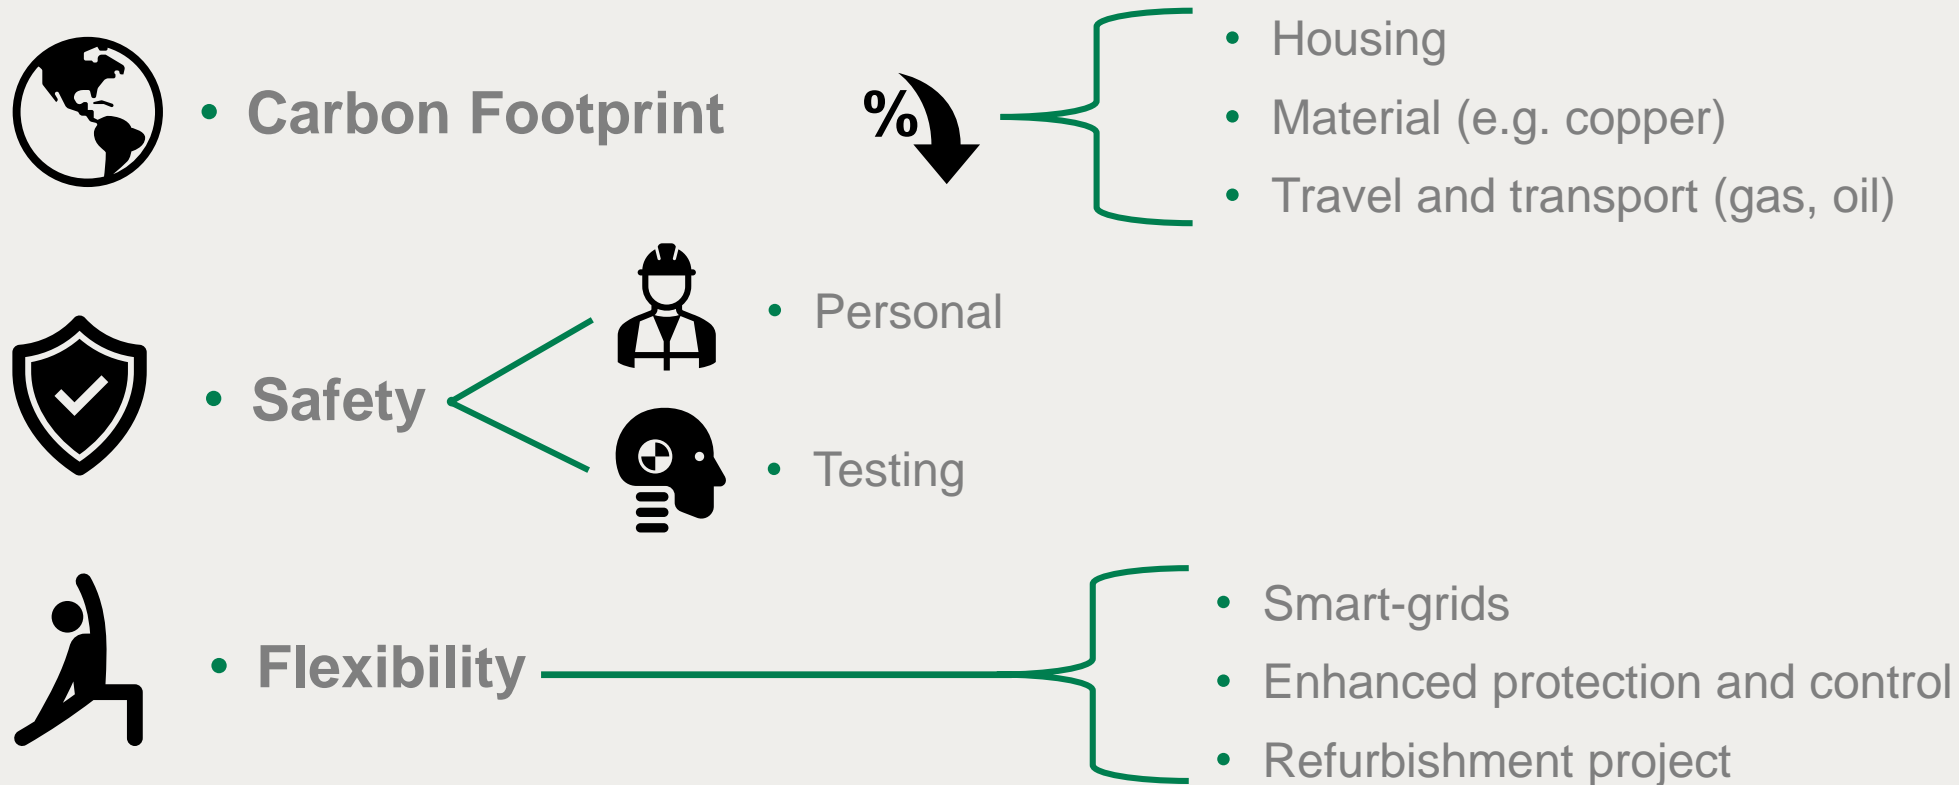 • Carbon Footprint
%
• Housing
• Material (e.g. copper)
• Travel and transport (gas, oil)
• Safety
• Personal
• Testing
• Flexibility
• Smart-grids
• Enhanced protection and control
• Refurbishment project